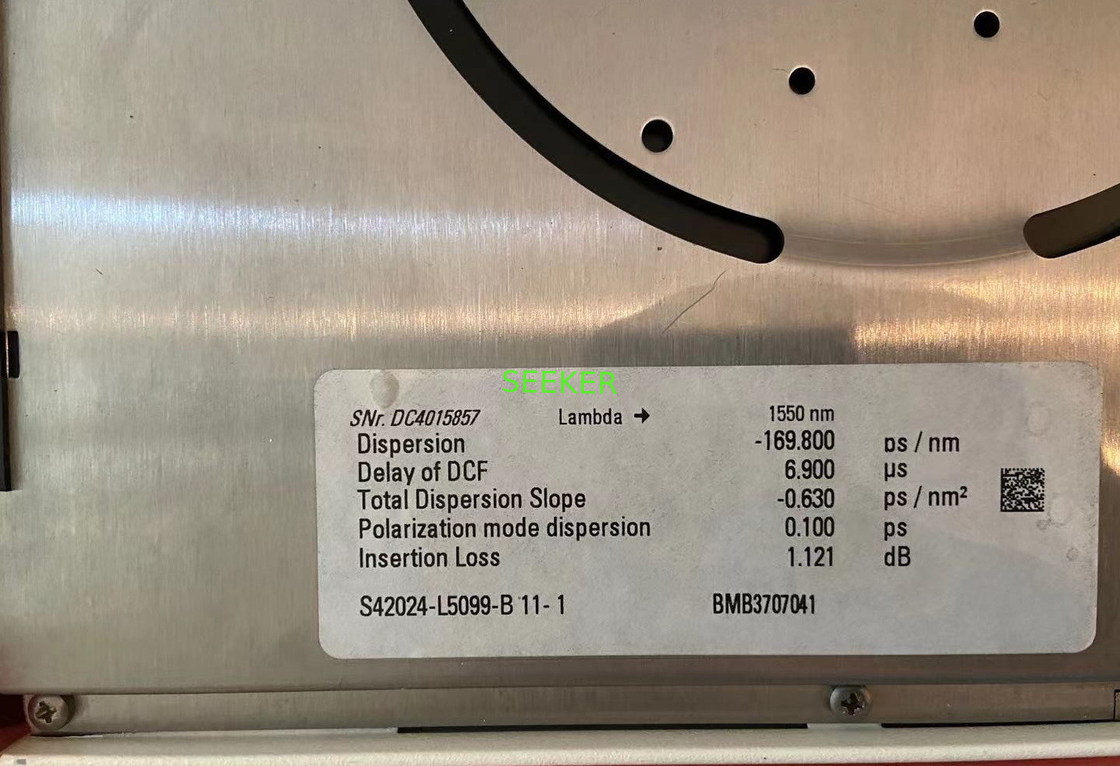 SEEKER
SNr. DC4015857 Lambda → 1550 nm
Dispersion -169.800 ps / nm
Delay of DCF 6.900 µs
Total Dispersion Slope -0.630 ps / nm²
Polarization mode dispersion 0.100 ps
Insertion Loss 1.121 dB
S42024-L5099-B 11- 1 BMB3707041